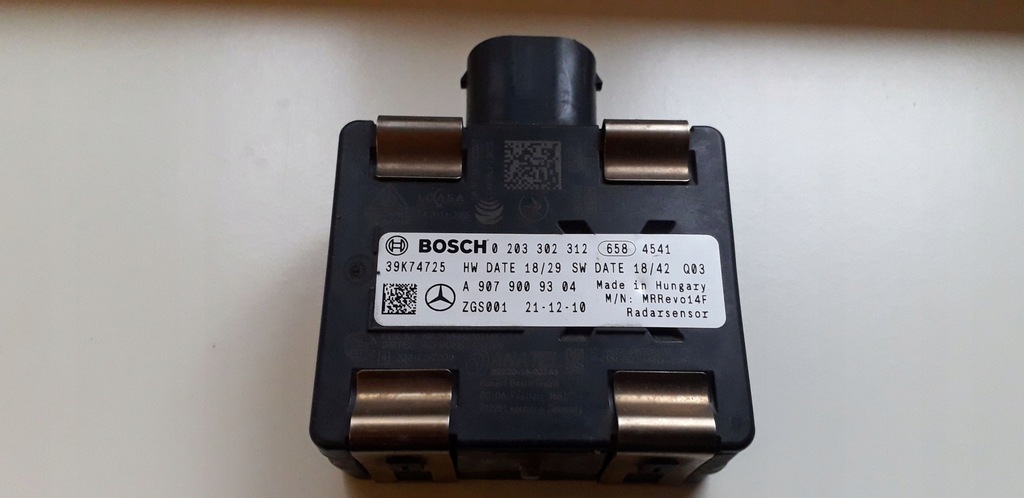 BOSCH 0 203 302 312 658 4541
39K74725 HW DATE 18/29 SW DATE 18/42 Q03
A 907 900 93 04 Made in Hungary
M/N: MRRevo14F
ZGS001 21-12-10 Radarsensor